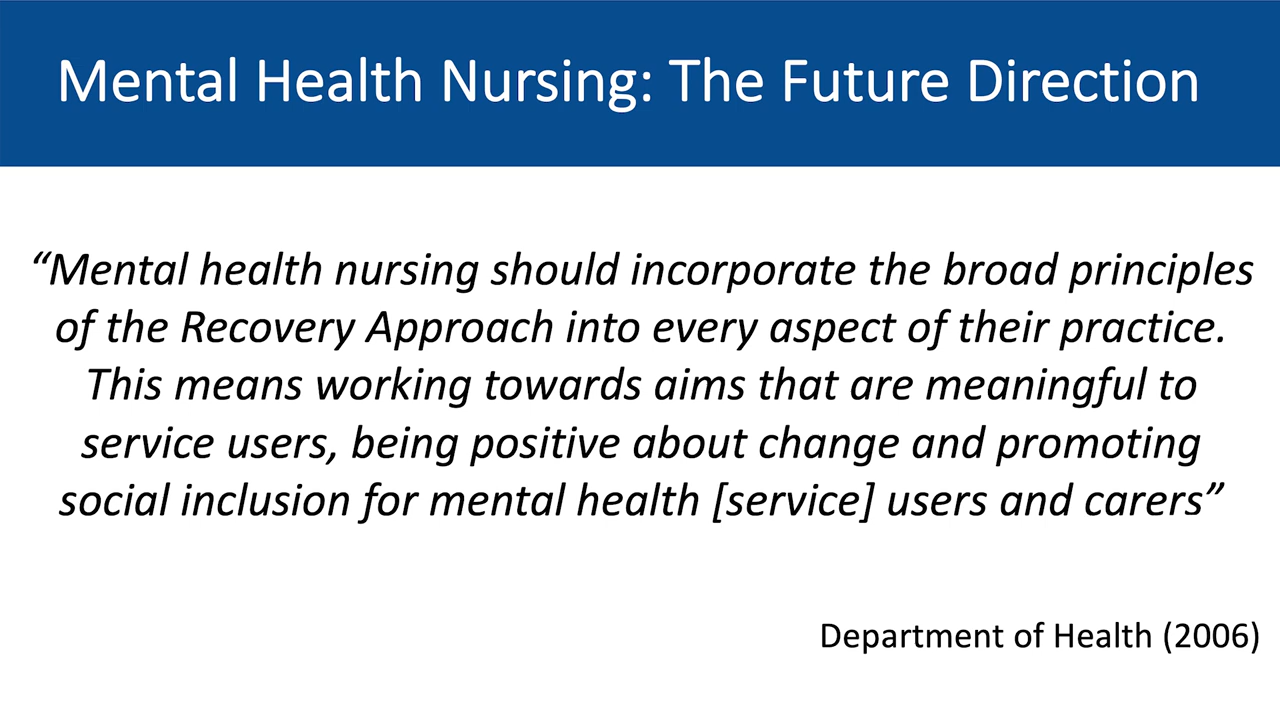 Mental Health Nursing: The Future Direction
“Mental health nursing should incorporate the broad principles
of the Recovery Approach into every aspect of their practice.
This means working towards aims that are meaningful to
service users, being positive about change and promoting
social inclusion for mental health [service] users and carers”
Department of Health (2006)